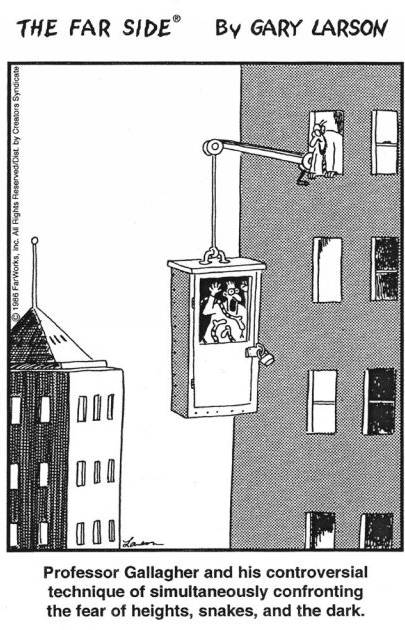 THE FAR SIDE® By GARY LARSON
© 1986 FarWorks, Inc. All Rights Reserved/Dist. by Creators Syndicate
Larson
Professor Gallagher and his controversial
technique of simultaneously confronting
the fear of heights, snakes, and the dark.